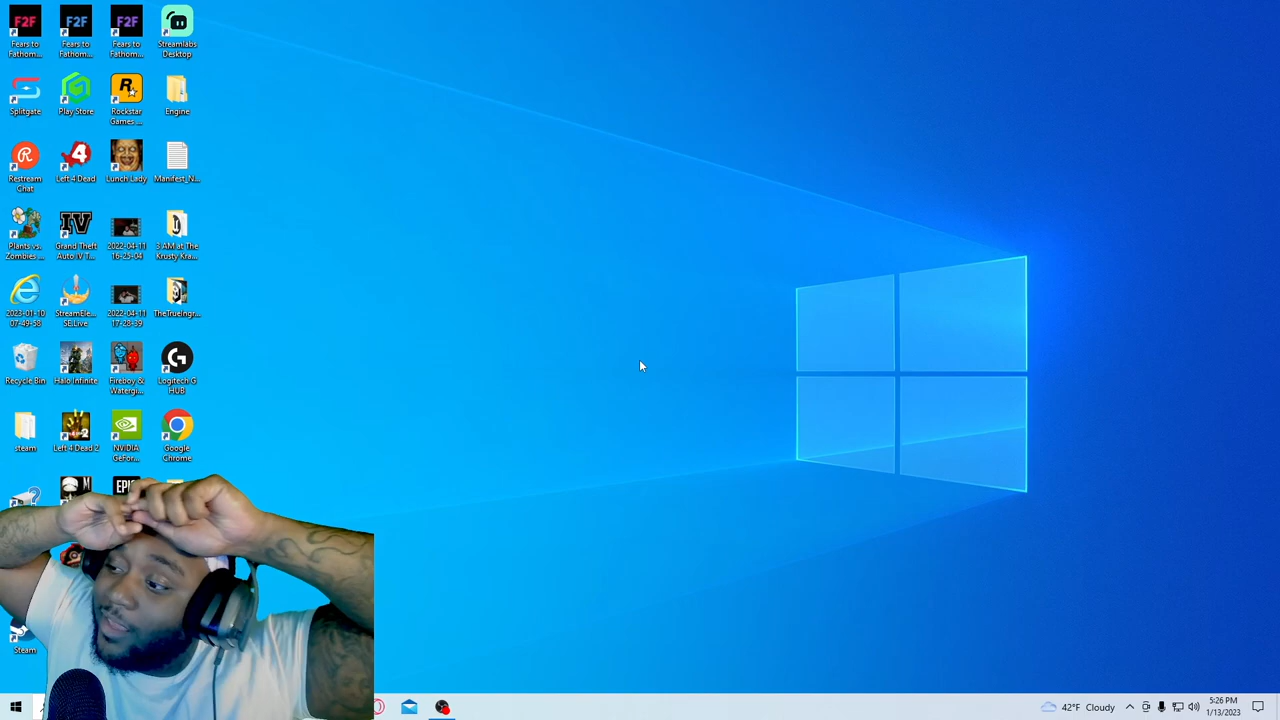 F2F
Fears to
Fathom...
F2F
Fears to
Fathom...
F2F
Fears to
Fathom...
Streamlabs
Desktop
Splitgate
Play Store
R
Rockstar
Games ...
Engine
R
Restream
Chat
4
Left 4 Dead
Lunch Lady
Manifest_N...
Plants vs.
Zombies ...
IV
Grand Theft
Auto IV T...
2022-04-11
16-25-04
3 AM at The
Krusty Kra...
2023-01-10
07-49-58
StreamEle...
SE.Live
2022-04-11
17-28-39
TheTrueIngr...
Recycle Bin
Halo Infinite
Fireboy &
Watergi...
G
Logitech G
HUB
steam
Left 4 Dead 2
NVIDIA
GeFor...
Google
Chrome
EPIC
Steam
42°F Cloudy
5:26 PM
1/13/2023